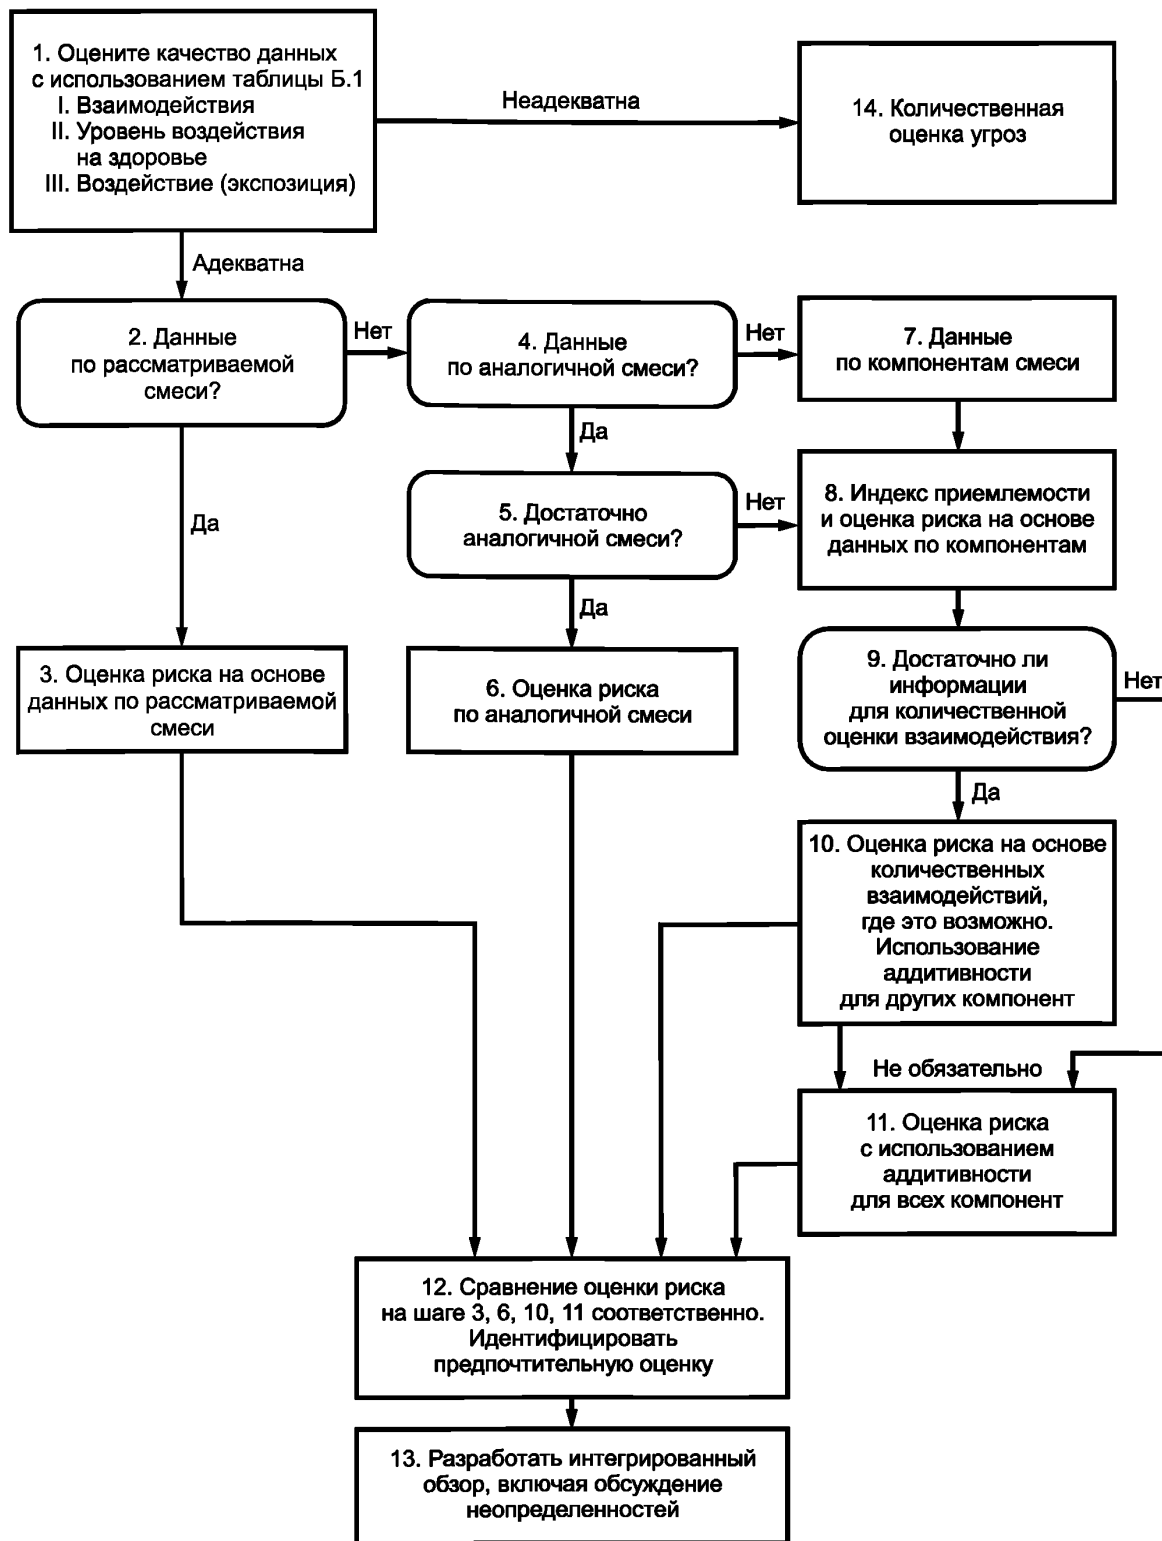 1. Оцените качество данных
с использованием таблицы Б.1
I. Взаимодействия
II. Уровень воздействия
на здоровье
III. Воздействие (экспозиция)
Неадекватна
14. Количественная
оценка угроз
Адекватна
2. Данные
по рассматриваемой
смеси?
Нет
4. Данные
по аналогичной смеси?
Нет
7. Данные
по компонентам смеси
Да
Да
5. Достаточно
аналогичной смеси?
Нет
8. Индекс приемлемости
и оценка риска на основе
данных по компонентам
Да
3. Оценка риска на основе
данных по рассматриваемой
смеси
6. Оценка риска
по аналогичной смеси
9. Достаточно ли
информации
для количественной
оценки взаимодействия?
Нет
Да
10. Оценка риска на основе
количественных
взаимодействий,
где это возможно.
Использование
аддитивности
для других компонент
Не обязательно
11. Оценка риска
с использованием
аддитивности
для всех компонент
12. Сравнение оценки риска
на шаге 3, 6, 10, 11 соответственно.
Идентифицировать
предпочтительную оценку
13. Разработать интегрированный
обзор, включая обсуждение
неопределенностей